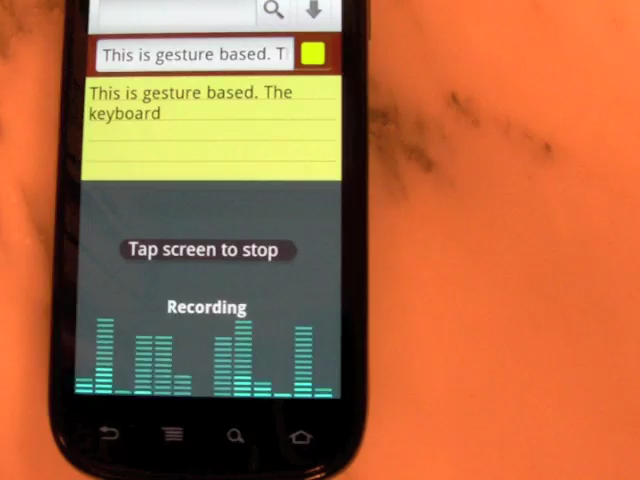 This is gesture based. T
This is gesture based. The
keyboard
Tap screen to stop
Recording